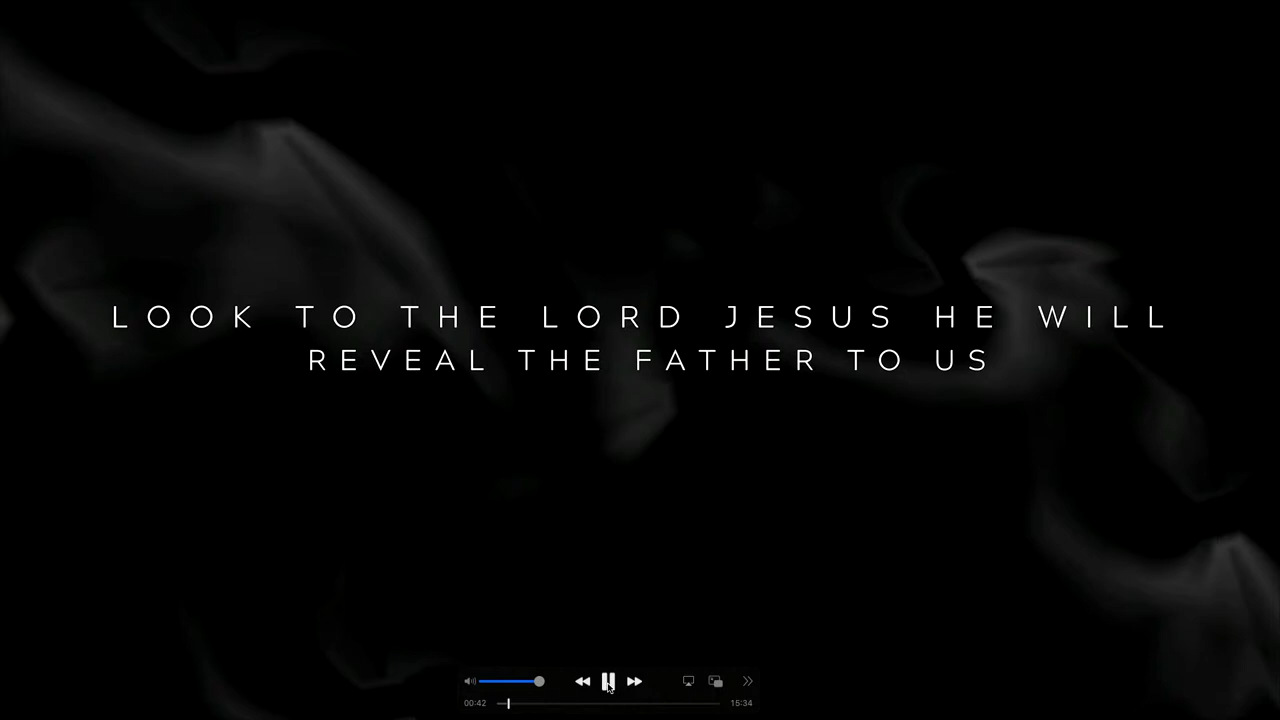 LOOK TO THE LORD JESUS HE WILL
REVEAL THE FATHER TO US
00:42 15:34